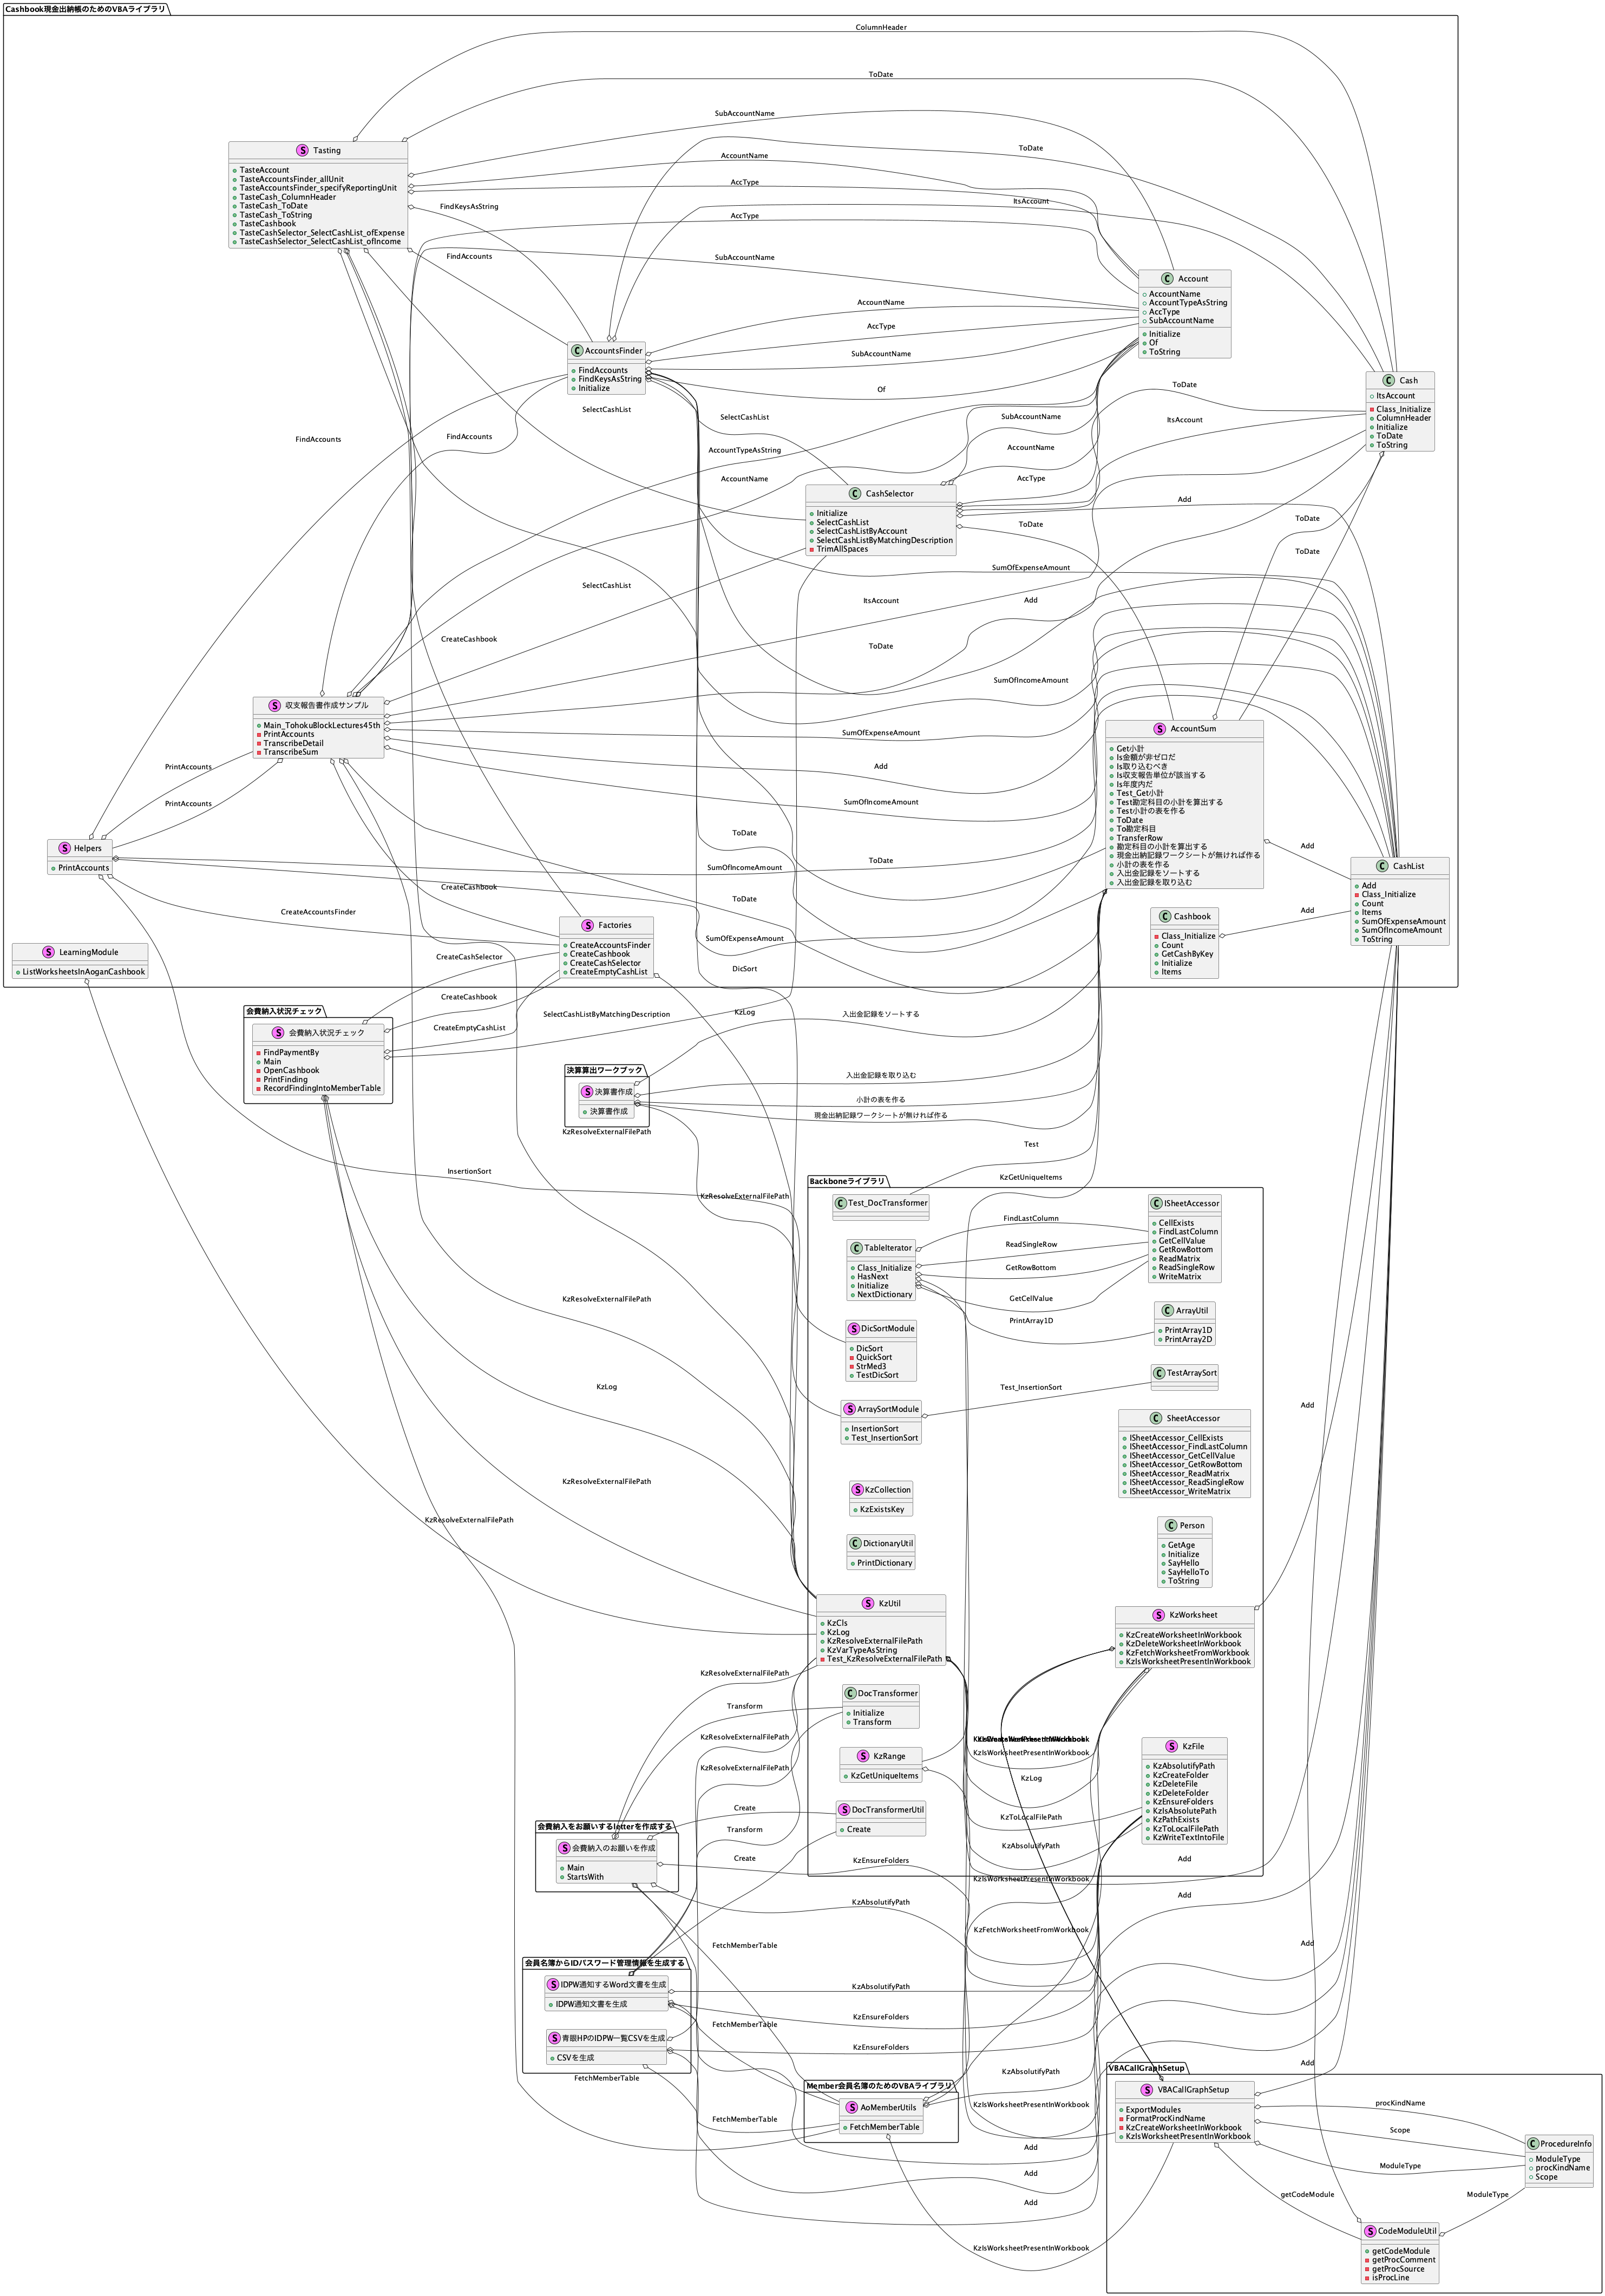 Cashbook現金出納帳のためのVBAライブラリ
ColumnHeader
ToDate
SubAccountName
AccountName
AccType
FindKeysAsString
FindAccounts
ToDate
ItsAccount
AccType
SubAccountName
Tasting
TasteAccount
TasteAccountsFinder_allUnit
TasteAccountsFinder_specifyReportingUnit
TasteCash_ColumnHeader
TasteCash_ToDate
TasteCash_ToString
TasteCashbook
TasteCashSelector_SelectCashList_ofExpense
TasteCashSelector_SelectCashList_ofIncome
Account
AccountName
AccountTypeAsString
AccType
SubAccountName
Initialize
Of
ToString
AccountName
AccType
SubAccountName
Of
AccountsFinder
FindAccounts
FindKeysAsString
Initialize
Cash
ItsAccount
Class_Initialize
ColumnHeader
Initialize
ToDate
ToString
SelectCashList
SelectCashList
FindAccounts
FindAccounts
AccountTypeAsString
AccountName
SubAccountName
AccountName
AccType
ToDate
ItsAccount
Add
ToDate
CashSelector
Initialize
SelectCashList
SelectCashListByAccount
SelectCashListByMatchingDescription
TrimAllSpaces
ToDate
ToDate
SumOfExpenseAmount
SelectCashList
ItsAccount
Add
CreateCashbook
ToDate
SumOfIncomeAmount
収支報告書作成サンプル
Main_TohokuBlockLectures45th
PrintAccounts
TranscribeDetail
TranscribeSum
SumOfExpenseAmount
Add
SumOfIncomeAmount
PrintAccounts
PrintAccounts
AccountSum
Get小計
Is金額が非ゼロだ
Is取り込むべき
Is収支報告単位が該当する
Is年度内だ
Test_Get小計
Test勘定科目の小計を算出する
Test小計の表を作る
ToDate
To勘定科目
TransferRow
勘定科目の小計を算出する
現金出納記録ワークシートが無ければ作る
小計の表を作る
入出金記録をソートする
入出金記録を取り込む
Helpers
PrintAccounts
ToDate
ToDate
SumOfIncomeAmount
CreateCashbook
ToDate
CreateAccountsFinder
SumOfExpenseAmount
Add
CashList
Add
Class_Initialize
Count
Items
SumOfExpenseAmount
SumOfIncomeAmount
ToString
Add
Cashbook
Class_Initialize
Count
GetCashByKey
Initialize
Items
Factories
CreateAccountsFinder
CreateCashbook
CreateCashSelector
CreateEmptyCashList
LearningModule
ListWorksheetsInAoganCashbook
CreateCashSelector
DicSort
CreateCashbook
SelectCashListByMatchingDescription
KzLog
CreateEmptyCashList
会費納入状況チェック
会費納入状況チェック
FindPaymentBy
Main
OpenCashbook
PrintFinding
RecordFindingIntoMemberTable
入出金記録をソートする
入出金記録を取り込む
小計の表を作る
現金出納記録ワークシートが無ければ作る
決算算出ワークブック
決算書作成
決算書作成
KzResolveExternalFilePath
Test
InsertionSort
KzGetUniqueItems
KzResolveExternalFilePath
Backboneライブラリ
Test_DocTransformer
TableIterator
Class_Initialize
HasNext
Initialize
NextDictionary
FindLastColumn
ReadSingleRow
GetRowBottom
GetCellValue
PrintArray1D
ISheetAccessor
CellExists
FindLastColumn
GetCellValue
GetRowBottom
ReadMatrix
ReadSingleRow
WriteMatrix
ArrayUtil
PrintArray1D
PrintArray2D
KzResolveExternalFilePath
DicSortModule
DicSort
QuickSort
StrMed3
TestDicSort
KzLog
Test_InsertionSort
TestArraySort
ArraySortModule
InsertionSort
Test_InsertionSort
Add
SheetAccessor
ISheetAccessor_CellExists
ISheetAccessor_FindLastColumn
ISheetAccessor_GetCellValue
ISheetAccessor_GetRowBottom
ISheetAccessor_ReadMatrix
ISheetAccessor_ReadSingleRow
ISheetAccessor_WriteMatrix
KzResolveExternalFilePath
KzCollection
KzExistsKey
KzResolveExternalFilePath
DictionaryUtil
PrintDictionary
Person
GetAge
Initialize
SayHello
SayHelloTo
ToString
KzUtil
KzCls
KzLog
KzResolveExternalFilePath
KzVarTypeAsString
Test_KzResolveExternalFilePath
KzWorksheet
KzCreateWorksheetInWorkbook
KzDeleteWorksheetInWorkbook
KzFetchWorksheetFromWorkbook
KzIsWorksheetPresentInWorkbook
KzResolveExternalFilePath
Transform
KzResolveExternalFilePath
KzResolveExternalFilePath
DocTransformer
Initialize
Transform
KzRange
KzGetUniqueItems
KzIsWorksheetPresentInWorkbook
KzLog
KzToLocalFilePath
KzAbsolutifyPath
KzFile
KzAbsolutifyPath
KzCreateFolder
KzDeleteFile
KzDeleteFolder
KzEnsureFolders
KzIsAbsolutePath
KzPathExists
KzToLocalFilePath
KzWriteTextIntoFile
Create
Transform
Create
DocTransformerUtil
Create
会費納入をお願いするletterを作成する
会費納入のお願いを作成
Main
StartsWith
KzEnsureFolders
KzAbsolutifyPath
Add
KzIsWorksheetPresentInWorkbook
Add
KzFetchWorksheetFromWorkbook
FetchMemberTable
Add
会員名簿からIDパスワード管理情報を生成する
IDPW通知するWord文書を生成
IDPW通知文書を生成
KzAbsolutifyPath
KzEnsureFolders
FetchMemberTable
青眼HPのIDPW一覧CSVを生成
CSVを生成
KzEnsureFolders
FetchMemberTable
KzAbsolutifyPath
Add
KzIsWorksheetPresentInWorkbook
Member会員名簿のためのVBAライブラリ
AoMemberUtils
FetchMemberTable
FetchMemberTable
VBACallGraphSetup
VBACallGraphSetup
ExportModules
FormatProcKindName
KzCreateWorksheetInWorkbook
KzIsWorksheetPresentInWorkbook
procKindName
Scope
ModuleType
ProcedureInfo
ModuleType
procKindName
Scope
Add
Add
Add
getCodeModule
ModuleType
KzIsWorksheetPresentInWorkbook
CodeModuleUtil
getCodeModule
getProcComment
getProcSource
isProcLine